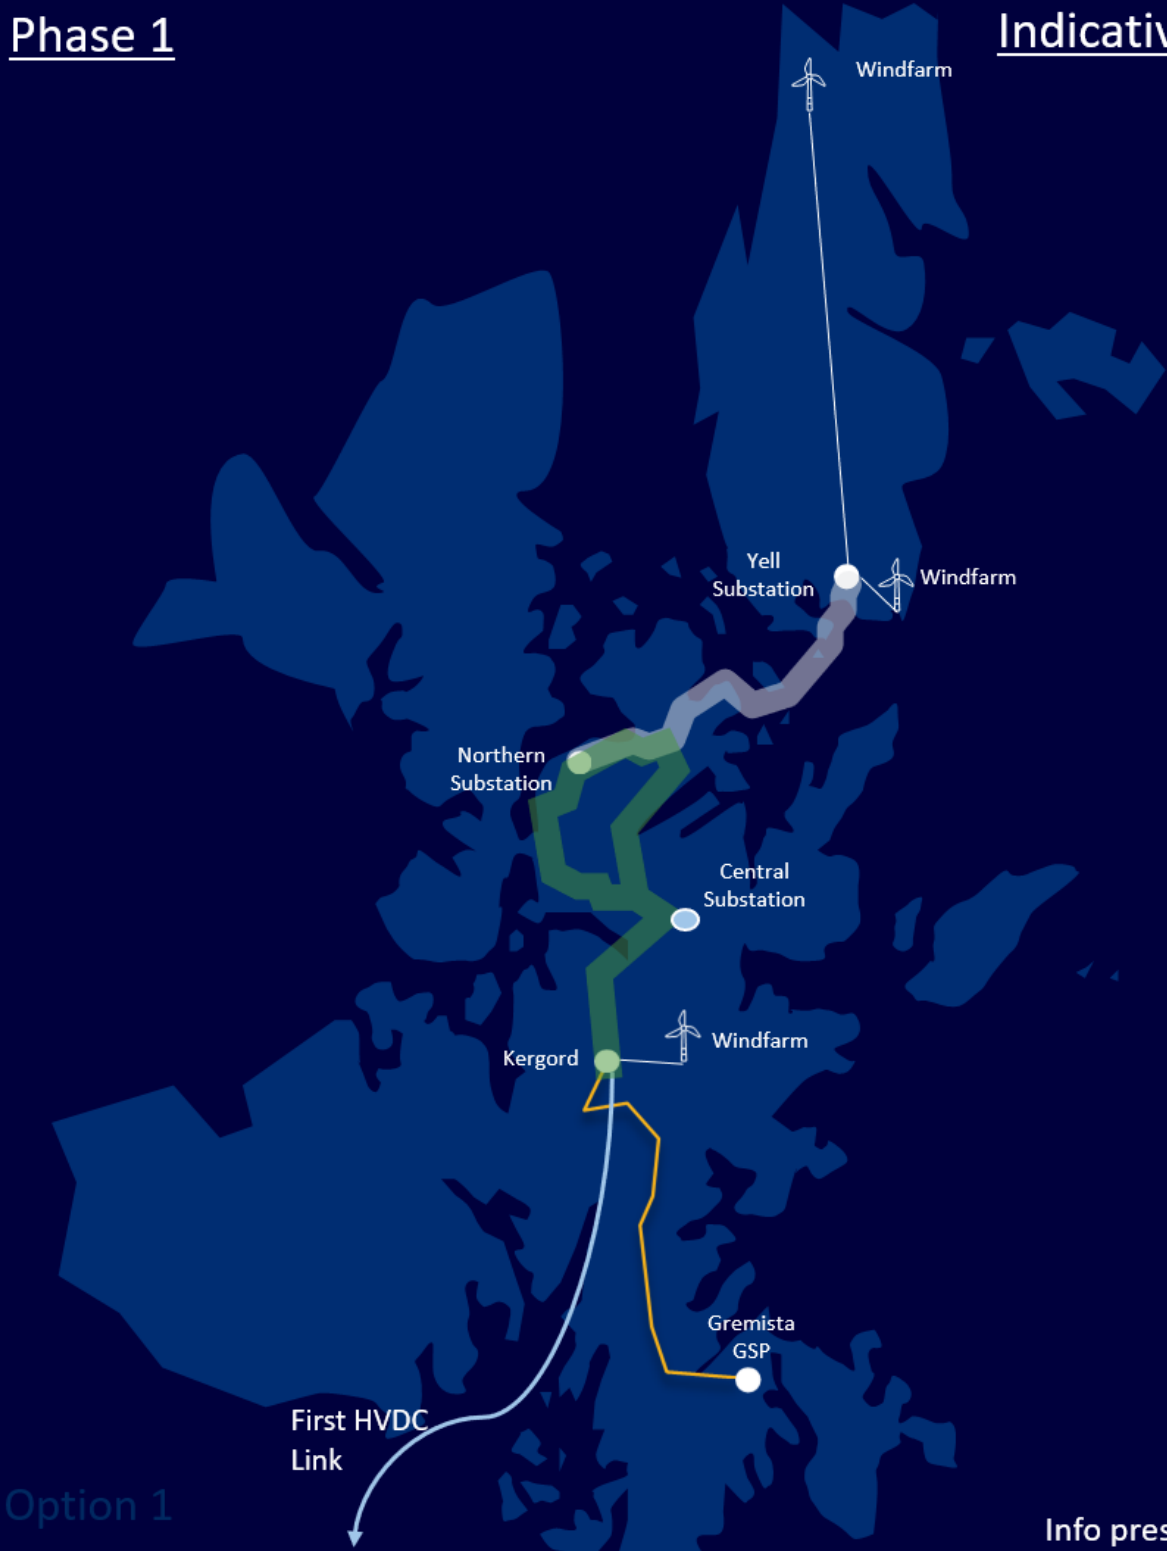 Phase 1
Windfarm
Yell
Substation
Windfarm
Northern
Substation
Central
Substation
Windfarm
Kergord
Gremista
GSP
First HVDC
Link
Option 1
Info